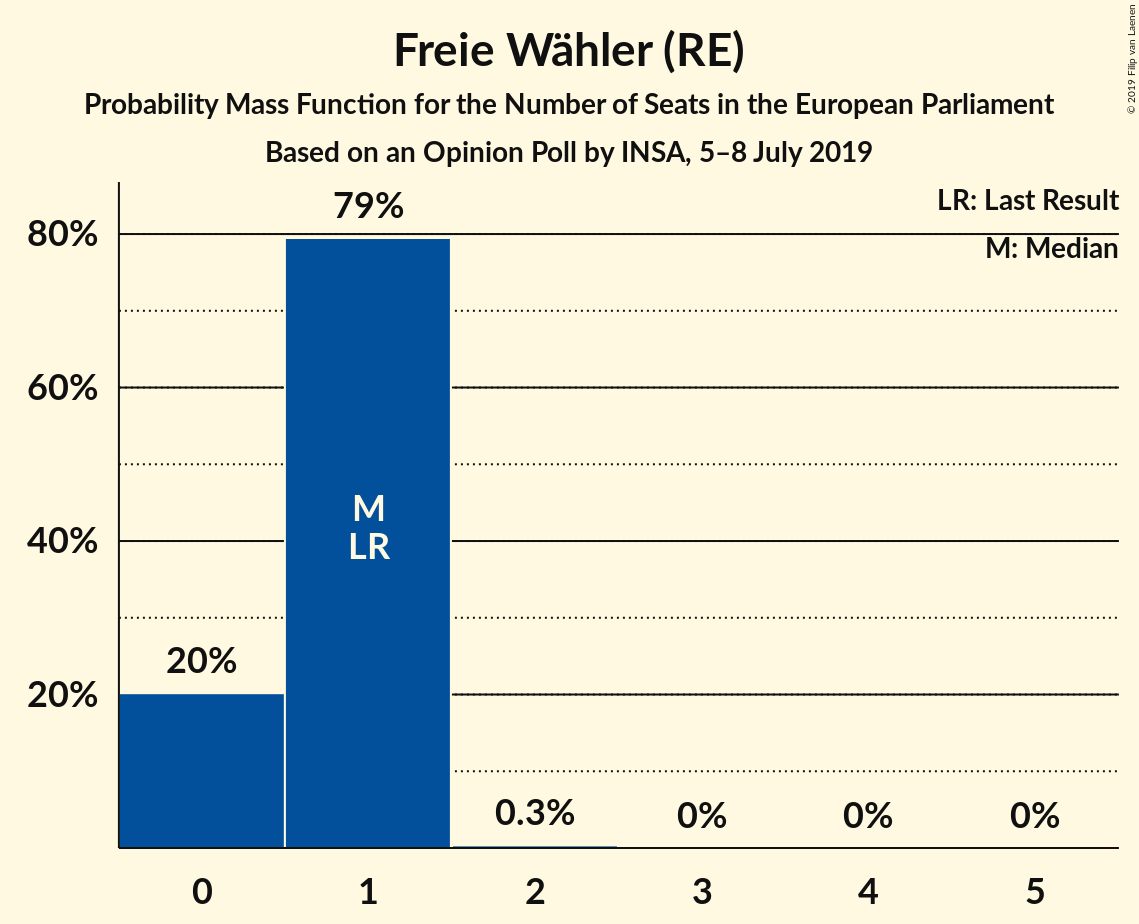 Freie Wähler (RE)
Probability Mass Function for the Number of Seats in the European Parliament
Based on an Opinion Poll by INSA, 5–8 July 2019
© 2019 Filip van Laenen
LR: Last Result
M: Median
80%
60%
40%
20%
20%
79%
M
LR
0.3%
0%
0%
0%
0
1
2
3
4
5